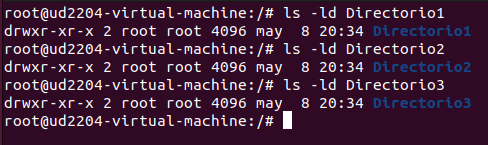 root@ud2204-virtual-machine:/# ls -ld Directorio1
drwxr-xr-x 2 root root 4096 may  8 20:34 Directorio1
root@ud2204-virtual-machine:/# ls -ld Directorio2
drwxr-xr-x 2 root root 4096 may  8 20:34 Directorio2
root@ud2204-virtual-machine:/# ls -ld Directorio3
drwxr-xr-x 2 root root 4096 may  8 20:34 Directorio3
root@ud2204-virtual-machine:/#